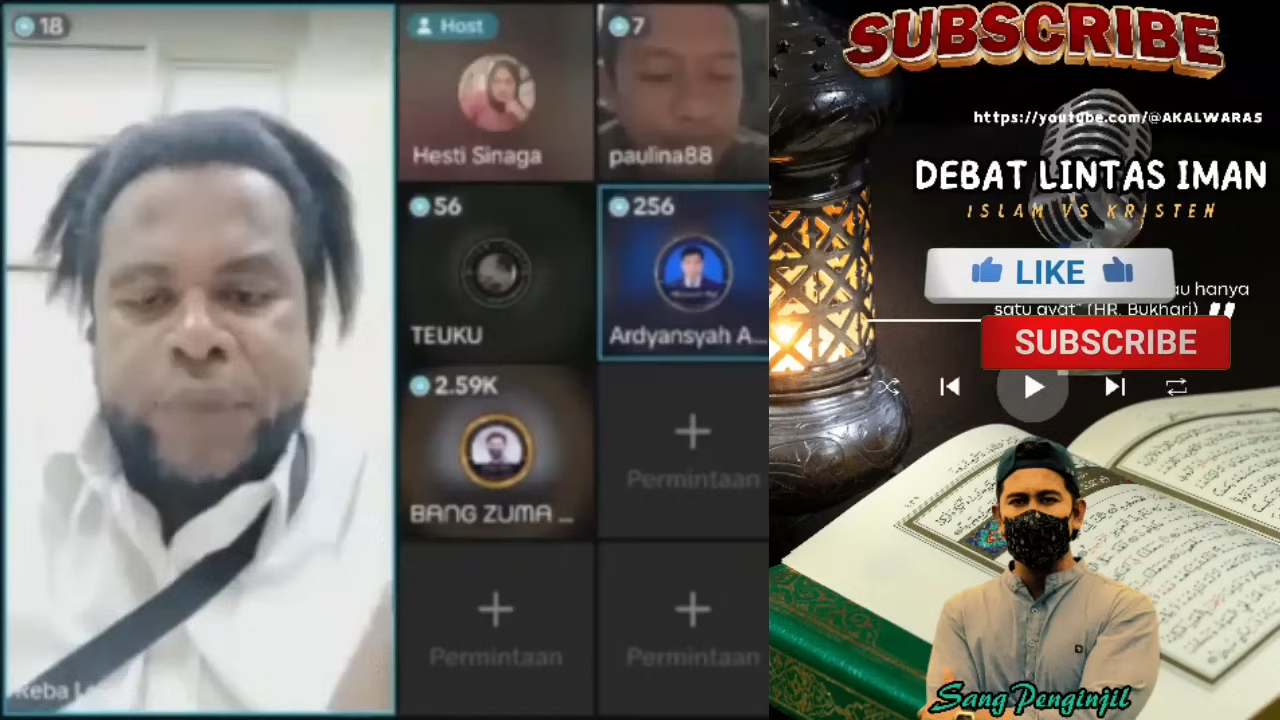 18
Host
Hesti Sinaga
7
paulina88
56
TEUKU
256
Ardyansyah A...
2.59K
BANG ZUMA ...
Permintaan
Permintaan
Permintaan
Reba
SUBSCRIBE
https://youtube.com/@AKALWARAS
DEBAT LINTAS IMAN
ISLAM VS KRISTEN
LIKE
hanya
satu ayat" (HR. Bukhari)
SUBSCRIBE
Sang Penginjil